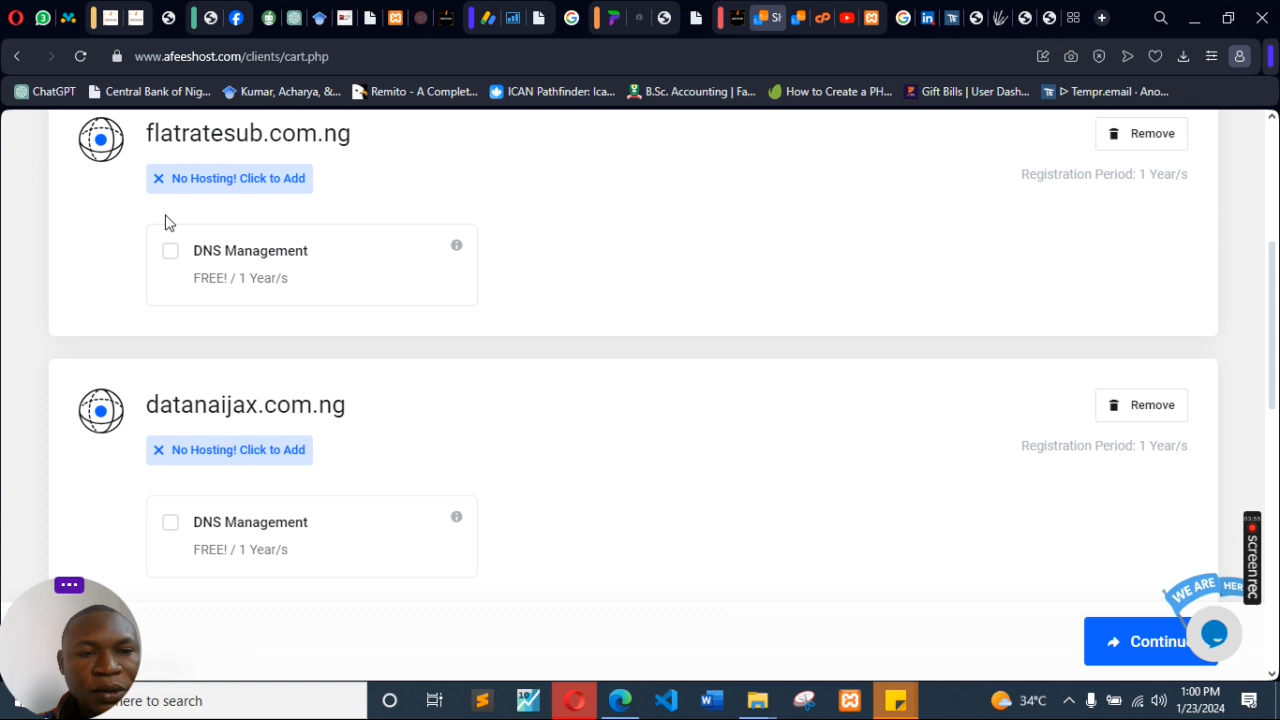 www.afeeshost.com/clients/cart.php
ChatGPT
Central Bank of Nig...
Kumar, Acharya, &...
Remito - A Complet...
ICAN Pathfinder: Ica...
B.Sc. Accounting | Fa...
How to Create a PH...
Gift Bills | User Dash...
▷ Tempr.email - Ano...
flatratesub.com.ng
Remove
No Hosting! Click to Add
Registration Period: 1 Year/s
DNS Management
FREE! / 1 Year/s
datanaijax.com.ng
Remove
No Hosting! Click to Add
Registration Period: 1 Year/s
DNS Management
FREE! / 1 Year/s
03:55
screenrec
WE ARE HERE
Continue
here to search
34°C
1:00 PM
1/23/2024